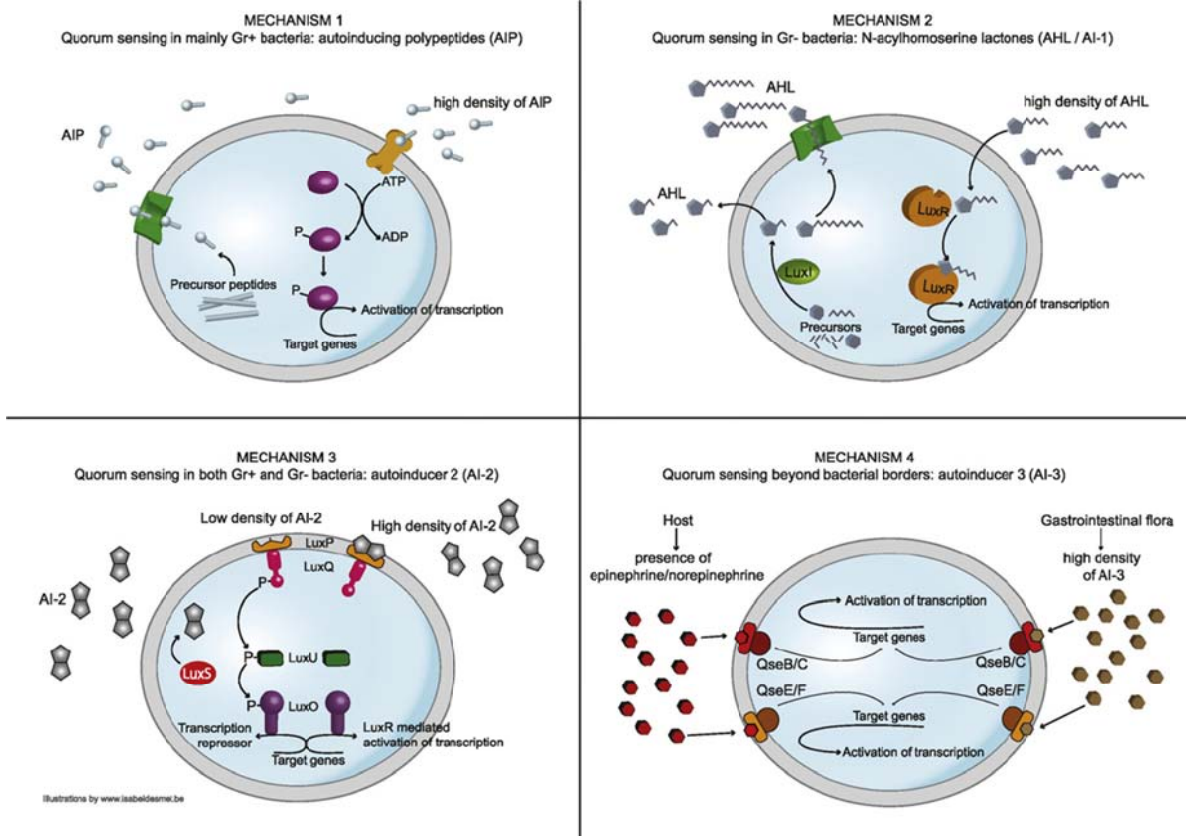 MECHANISM 1
Quorum sensing in mainly Gr+ bacteria: autoinducing polypeptides (AIP)
high density of AIP
AIP
ATP
P
ADP
Precursor peptides
P
Activation of transcription
Target genes
MECHANISM 2
Quorum sensing in Gr- bacteria: N-acylhomoserine lactones (AHL / AI-1)
AHL
high density of AHL
AHL
LuxR
LuxI
LuxR
Precursors
Activation of transcription
Target genes
MECHANISM 3
Quorum sensing in both Gr+ and Gr- bacteria: autoinducer 2 (AI-2)
Low density of AI-2
High density of AI-2
LuxP
LuxQ
P
AI-2
P
LuxU
LuxS
P
LuxO
Transcription
repressor
LuxR mediated
activation of transcription
Target genes
Illustrations by www.isabeldesmei.be
MECHANISM 4
Quorum sensing beyond bacterial borders: autoinducer 3 (AI-3)
Host
presence of
epinephrine/norepinephrine
Gastrointestinal flora
high density
of AI-3
Activation of transcription
Target genes
QseB/C
QseB/C
QseE/F
QseE/F
Target genes
Activation of transcription